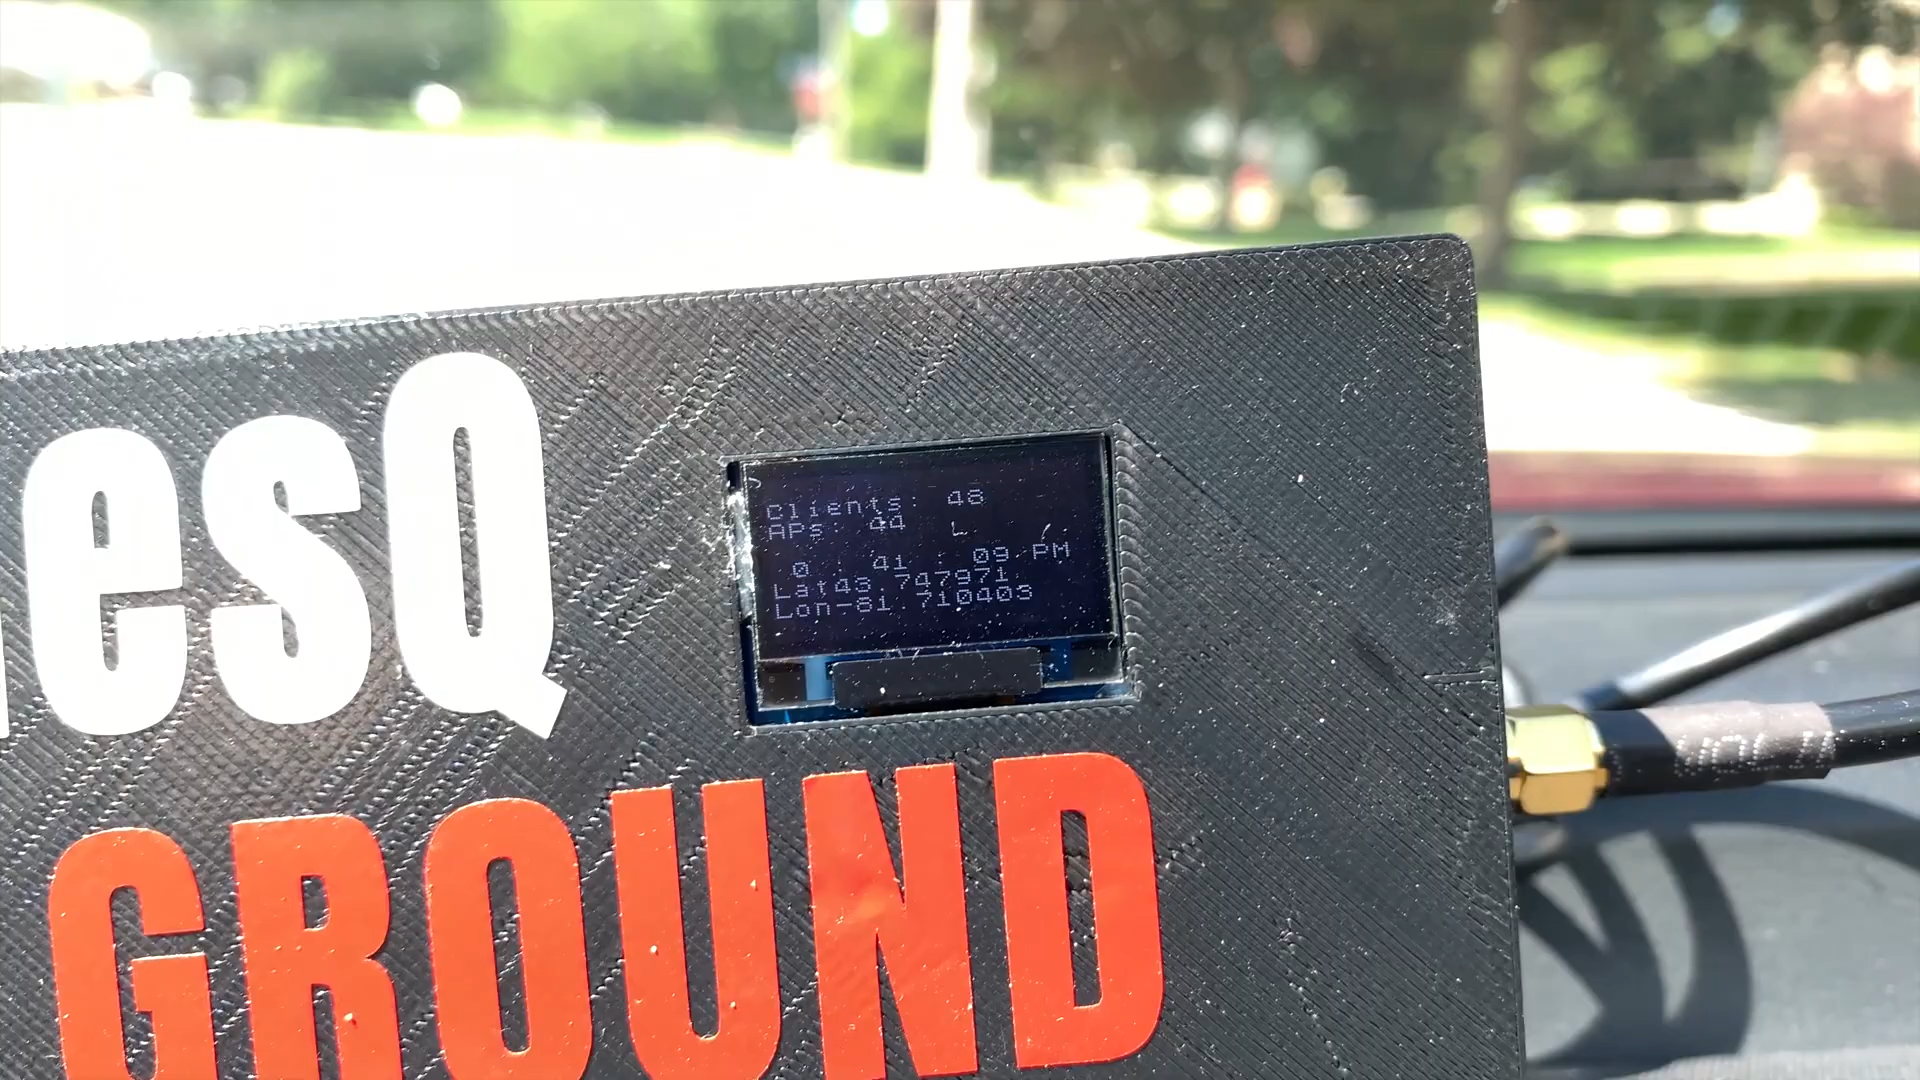 esQ
Clients: 48
APs: 44
0 : 41 : 09 PM
Lat43.747971
Lon-81.710403
GROUND